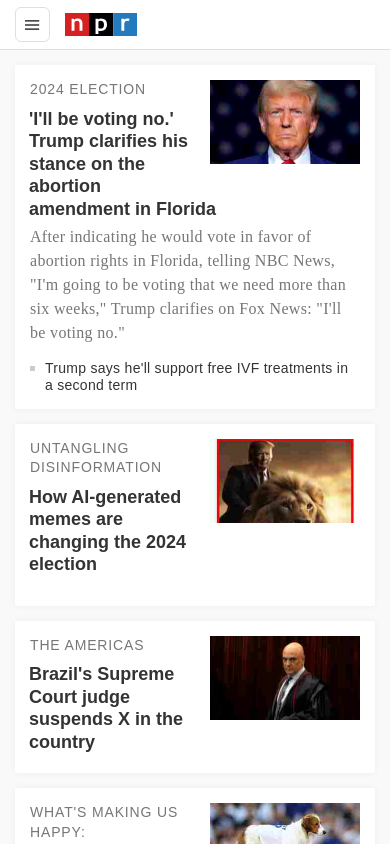 npr
2024 ELECTION
'I'll be voting no.'
Trump clarifies his
stance on the
abortion
amendment in Florida
After indicating he would vote in favor of
abortion rights in Florida, telling NBC News,
"I'm going to be voting that we need more than
six weeks," Trump clarifies on Fox News: "I'll
be voting no."
Trump says he'll support free IVF treatments in
a second term
UNTANGLING
DISINFORMATION
How AI-generated
memes are
changing the 2024
election
THE AMERICAS
Brazil's Supreme
Court judge
suspends X in the
country
WHAT'S MAKING US
HAPPY: